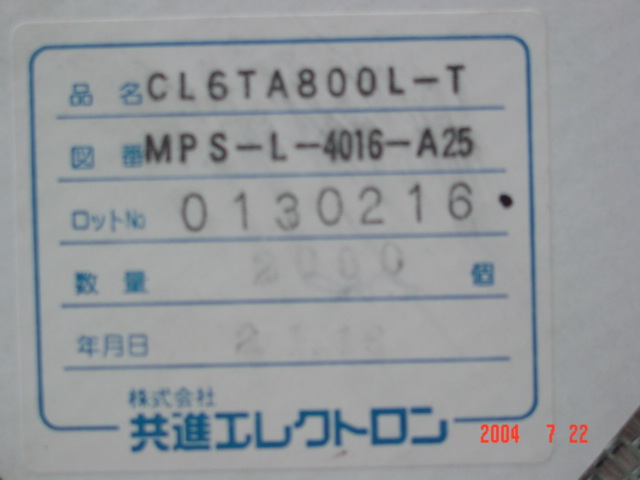 品名 CL6TA800L-T
図番 MPS-L-4016-A25
ロットNo 0130216
数量 2000 個
年月日
株式会社
共進エレクトロン
2004 7 22